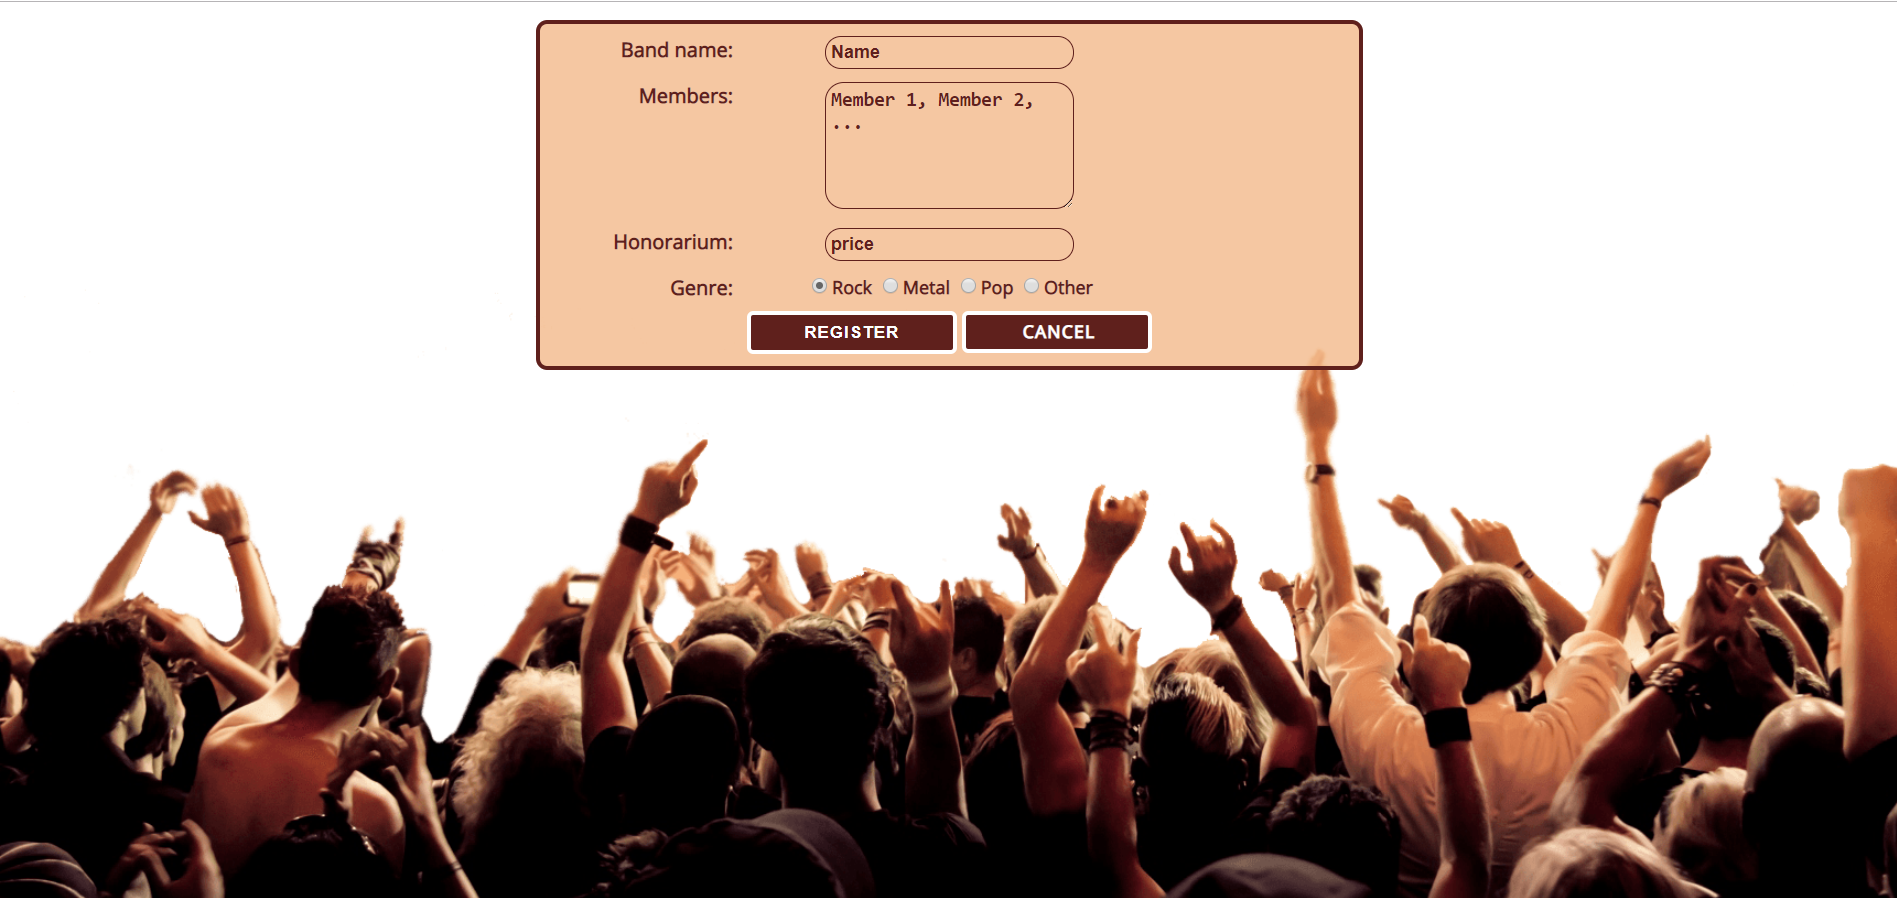 Band name: Name
Members: Member 1, Member 2,
...
Honorarium: price
Genre: Rock Metal Pop Other
REGISTER CANCEL